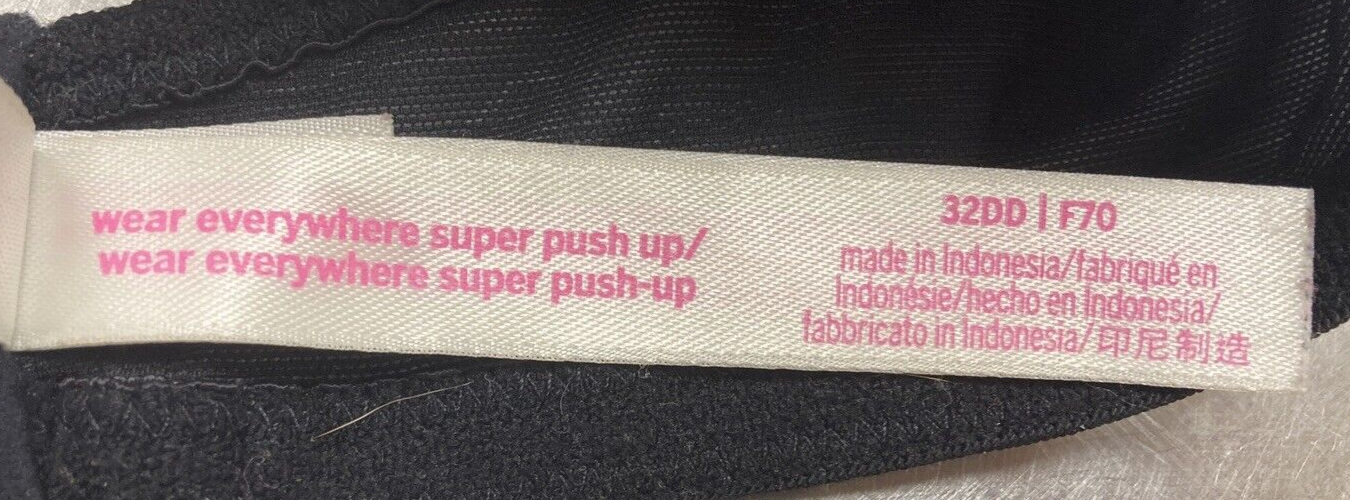 wear everywhere super push up/
wear everywhere super push-up
32DD | F70
made in Indonesia/fabriqué en
Indonésie/hecho en Indonesia/
fabbricato in Indonesia/印尼制造